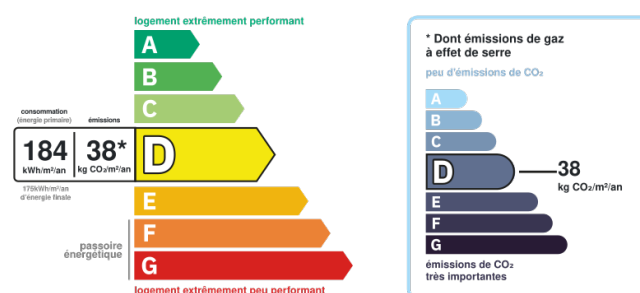 logement extrêmement performant
A
B
C
consommation
(énergie primaire)
émissions
184
kWh/m²/an
38*
kg CO₂/m²/an
D
175kWh/m²/an
d'énergie finale
E
F
G
passoire
énergétique
logement extrêmement peu performant
* Dont émissions de gaz
à effet de serre
peu d'émissions de CO₂
A
B
C
D
38
kg CO₂/m²/an
E
F
G
émissions de CO₂
très importantes